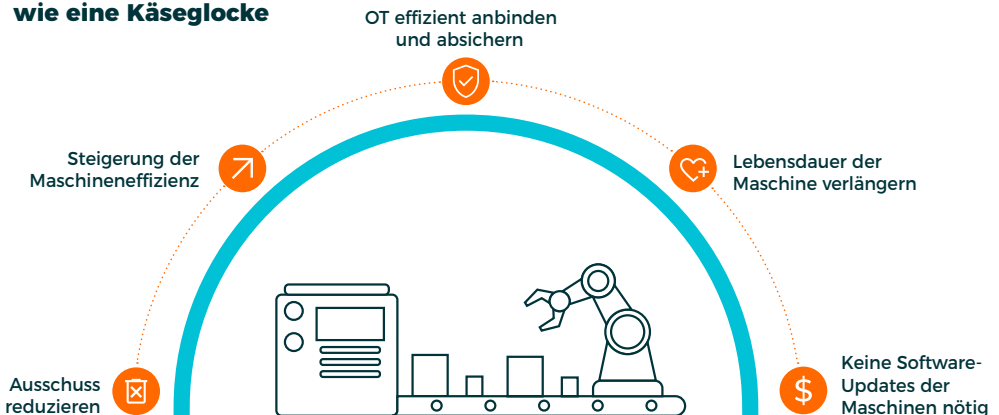 wie eine Käseglocke
OT effizient anbinden
und absichern
Steigerung der
Maschineneffizienz
Lebensdauer der
Maschine verlängern
Ausschuss
reduzieren
$
Keine Software-
Updates der
Maschinen nötig